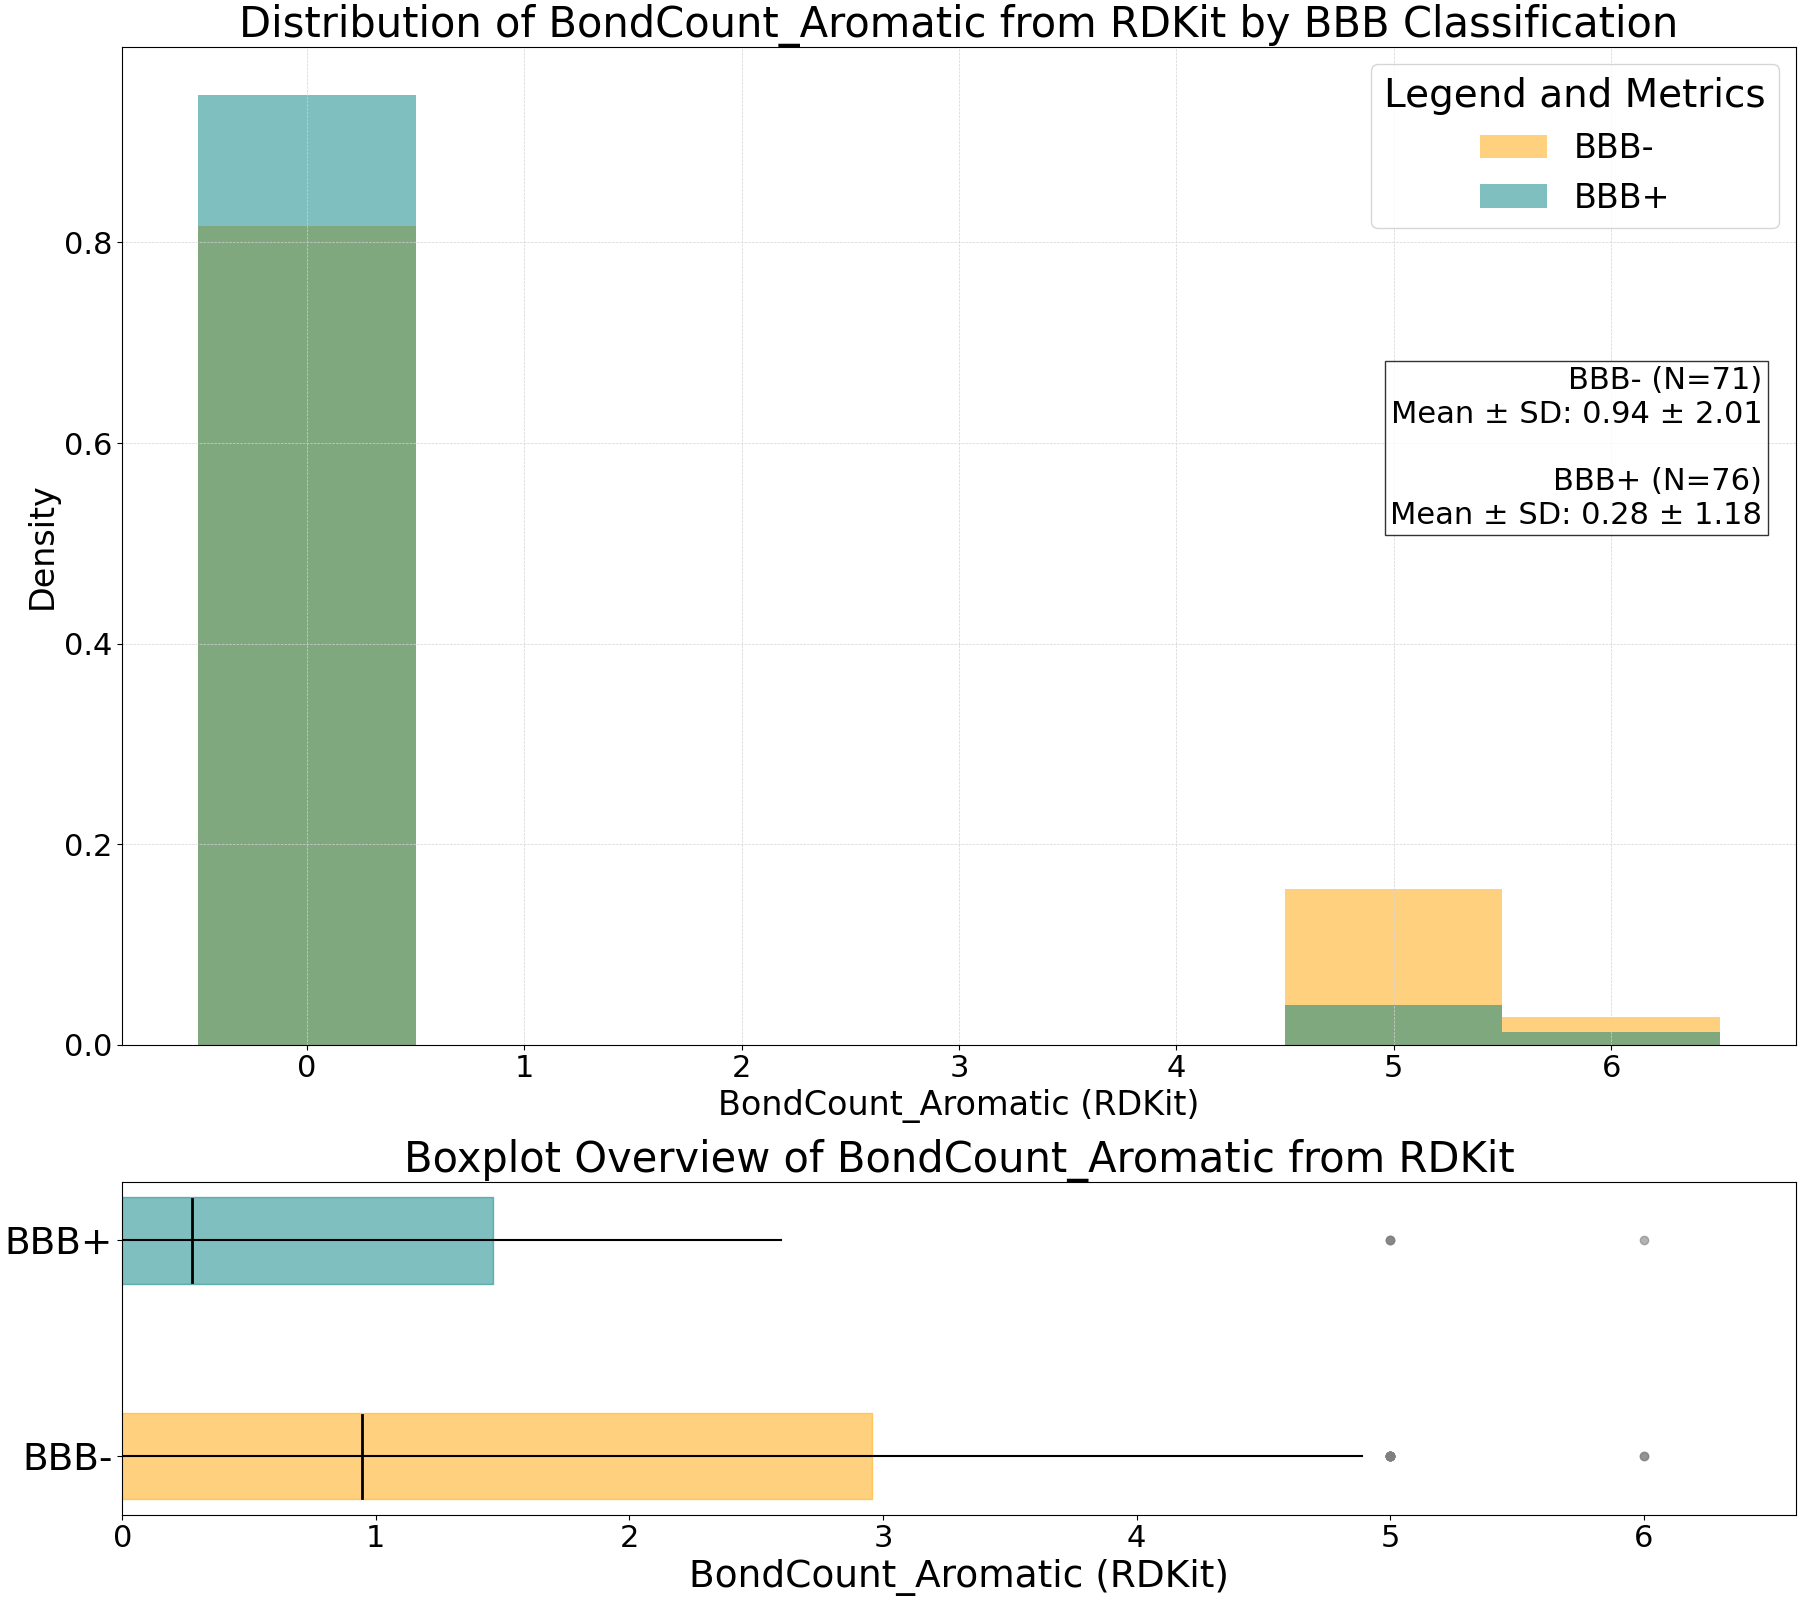 Distribution of BondCount_Aromatic from RDKit by BBB Classification
Legend and Metrics
BBB-
BBB+
BBB- (N=71)
Mean ± SD: 0.94 ± 2.01
BBB+ (N=76)
Mean ± SD: 0.28 ± 1.18
Density
0.8
0.6
0.4
0.2
0.0
0 1 2 3 4 5 6
BondCount_Aromatic (RDKit)
Boxplot Overview of BondCount_Aromatic from RDKit
BBB+
BBB-
0 1 2 3 4 5 6
BondCount_Aromatic (RDKit)